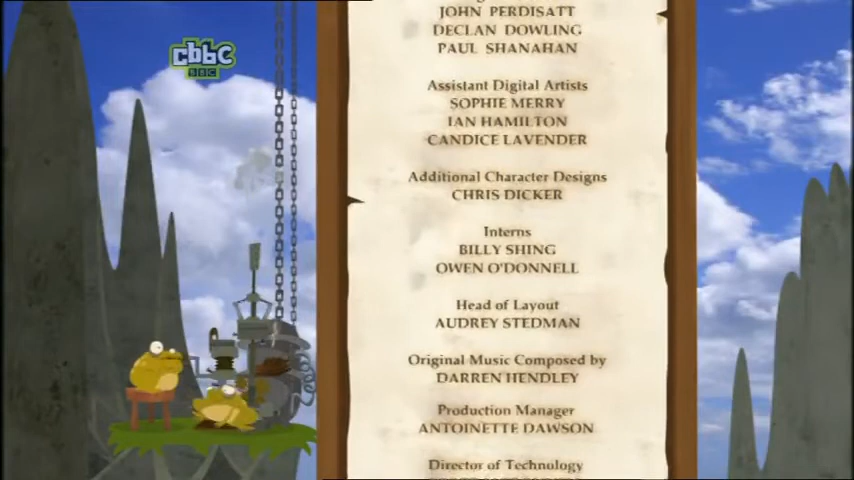 cbbc
BBC
JOHN PERDISATT
DECLAN DOWLING
PAUL SHANAHAN
Assistant Digital Artists
SOPHIE MERRY
IAN HAMILTON
CANDICE LAVENDER
Additional Character Designs
CHRIS DICKER
Interns
BILLY SHING
OWEN O'DONNELL
Head of Layout
AUDREY STEDMAN
Original Music Composed by
DARREN HENDLEY
Production Manager
ANTOINETTE DAWSON
Director of Technology